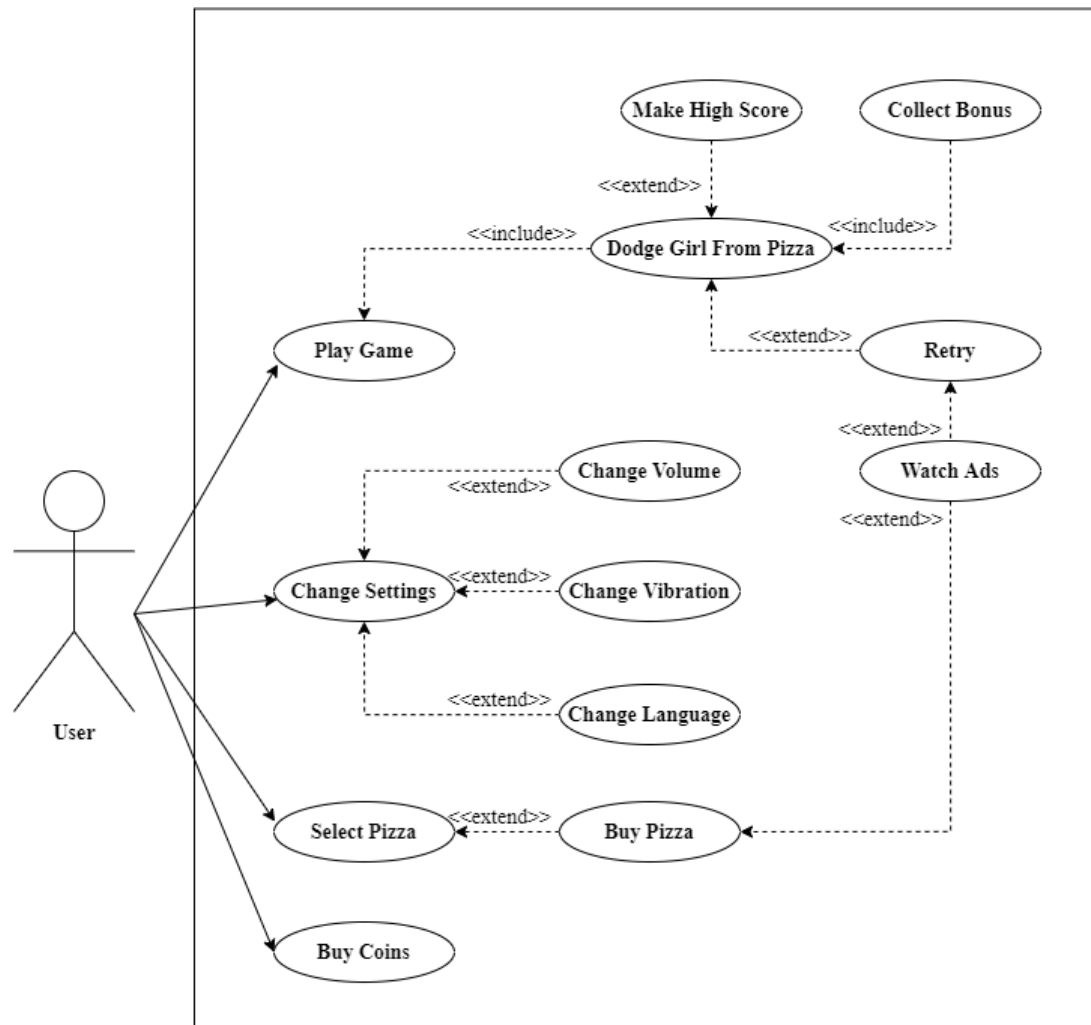 Make High Score
Collect Bonus
<<extend>>
<<include>>
<<include>>
Dodge Girl From Pizza
<<extend>>
Play Game
Retry
<<extend>>
Change Volume
Watch Ads
<<extend>>
<<extend>>
Change Settings
<<extend>>
Change Vibration
<<extend>>
Change Language
User
Select Pizza
<<extend>>
Buy Pizza
Buy Coins